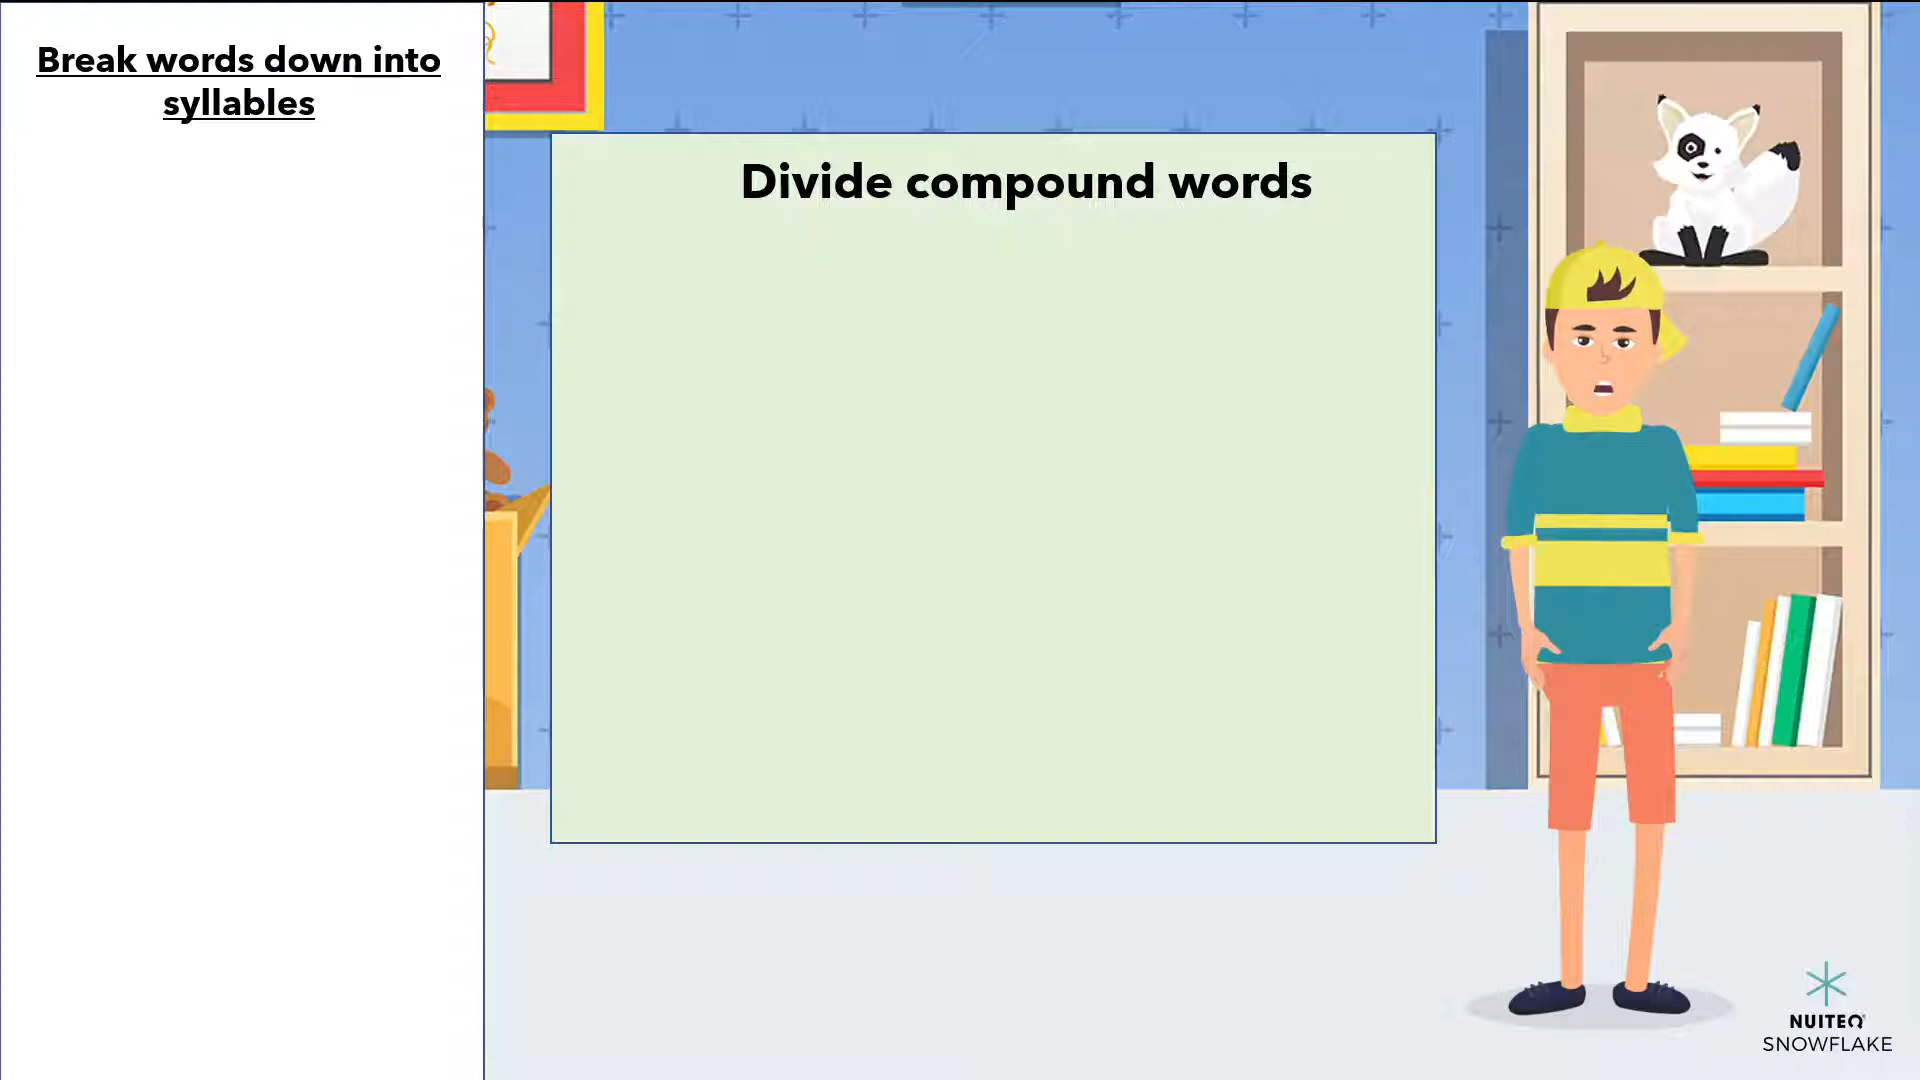 Break words down into
syllables
Divide compound words
NUITEQ
SNOWFLAKE